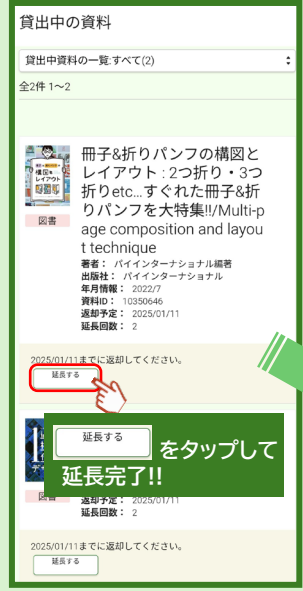 貸出中の資料
貸出中資料の一覧:すべて(2)
全2件 1～2
冊子&折りパンフの構図と
レイアウト : 2つ折り・3つ
折りetc…すぐれた冊子&折
りパンフを大特集!!/Multi-p
age composition and layou
t technique
図書
著者： パイインターナショナル編著
出版社： パイインターナショナル
年月情報： 2022/7
資料ID： 10350646
返却予定： 2025/01/11
延長回数： 2
2025/01/11までに返却してください。
延長する
延長する をタップして
延長完了!!
図書
返却予定： 2025/01/11
延長回数： 2
2025/01/11までに返却してください。
延長する